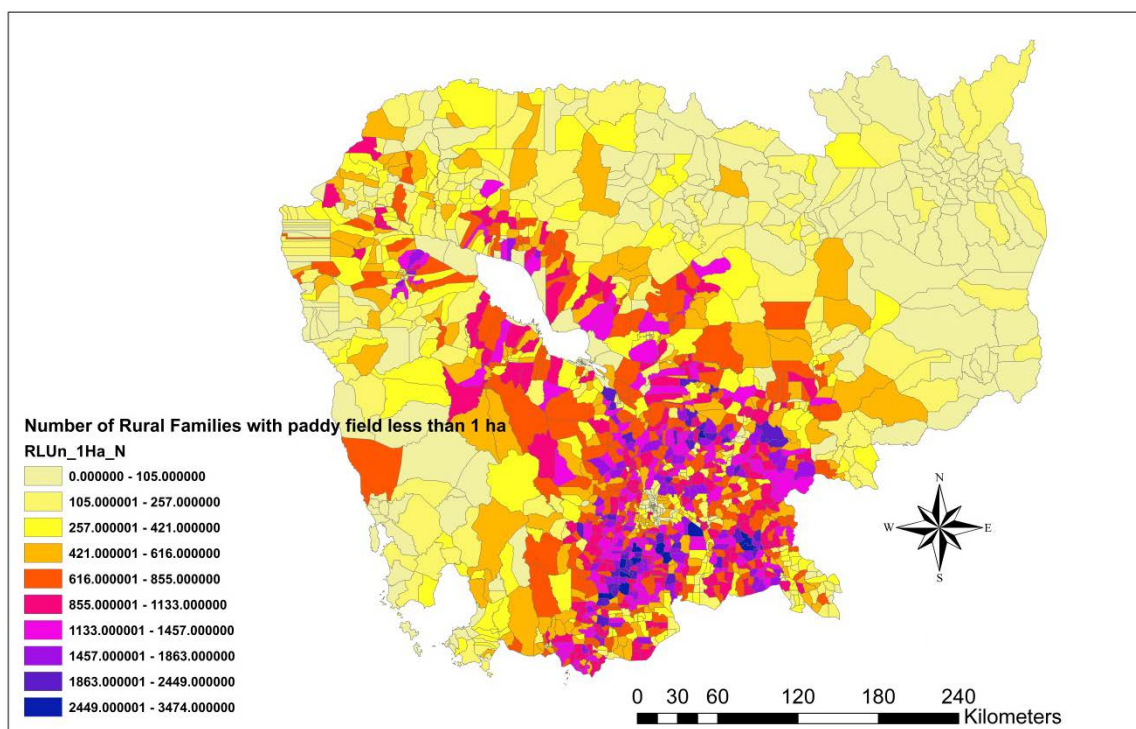 Number of Rural Families with paddy field less than 1 ha
RLUn_1Ha_N
0.000000 - 105.000000
105.000001 - 257.000000
257.000001 - 421.000000
421.000001 - 616.000000
616.000001 - 855.000000
855.000001 - 1133.000000
1133.000001 - 1457.000000
1457.000001 - 1863.000000
1863.000001 - 2449.000000
2449.000001 - 3474.000000
N
W E
S
0 30 60 120 180 240
Kilometers